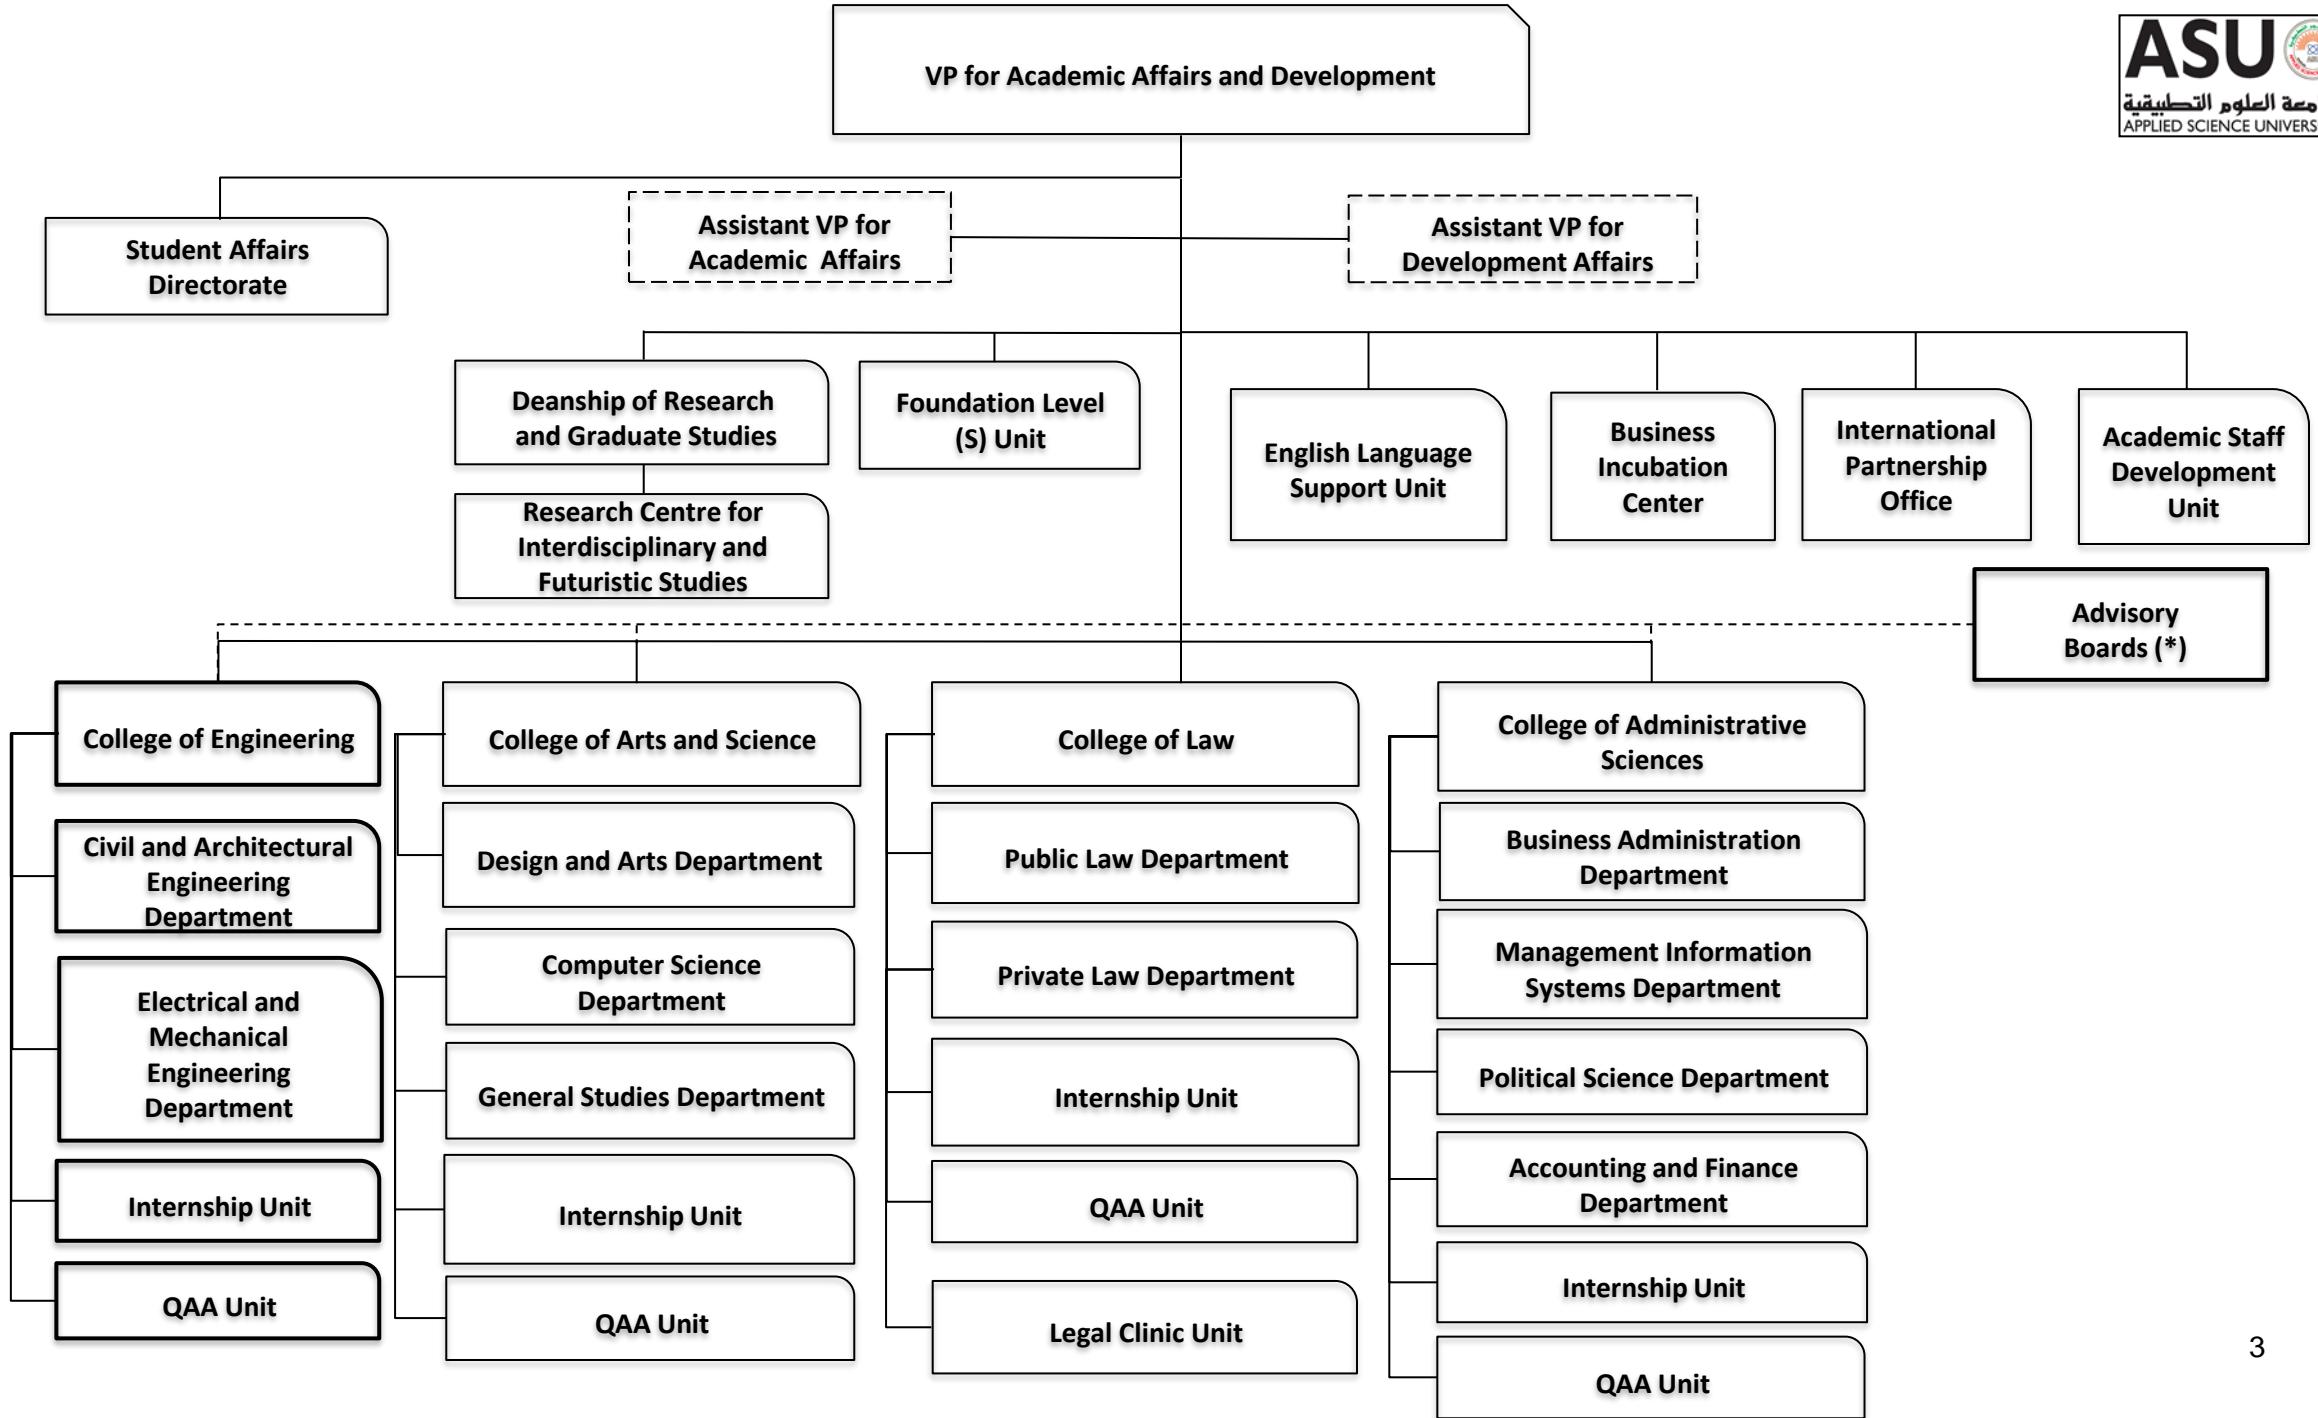 VP for Academic Affairs and Development
ASU
APPLIED SCIENCE UNIVERS
Student Affairs
Directorate
Assistant VP for
Academic Affairs
Assistant VP for
Development Affairs
Deanship of Research
and Graduate Studies
Foundation Level
(S) Unit
English Language
Support Unit
Business
Incubation
Center
International
Partnership
Office
Academic Staff
Development
Unit
Research Centre for
Interdisciplinary and
Futuristic Studies
Advisory
Boards (*)
College of Engineering
Civil and Architectural
Engineering
Department
Electrical and
Mechanical
Engineering
Department
Internship Unit
QAA Unit
College of Arts and Science
Design and Arts Department
Computer Science
Department
General Studies Department
Internship Unit
QAA Unit
College of Law
Public Law Department
Private Law Department
Internship Unit
QAA Unit
Legal Clinic Unit
College of Administrative
Sciences
Business Administration
Department
Management Information
Systems Department
Political Science Department
Accounting and Finance
Department
Internship Unit
QAA Unit
3